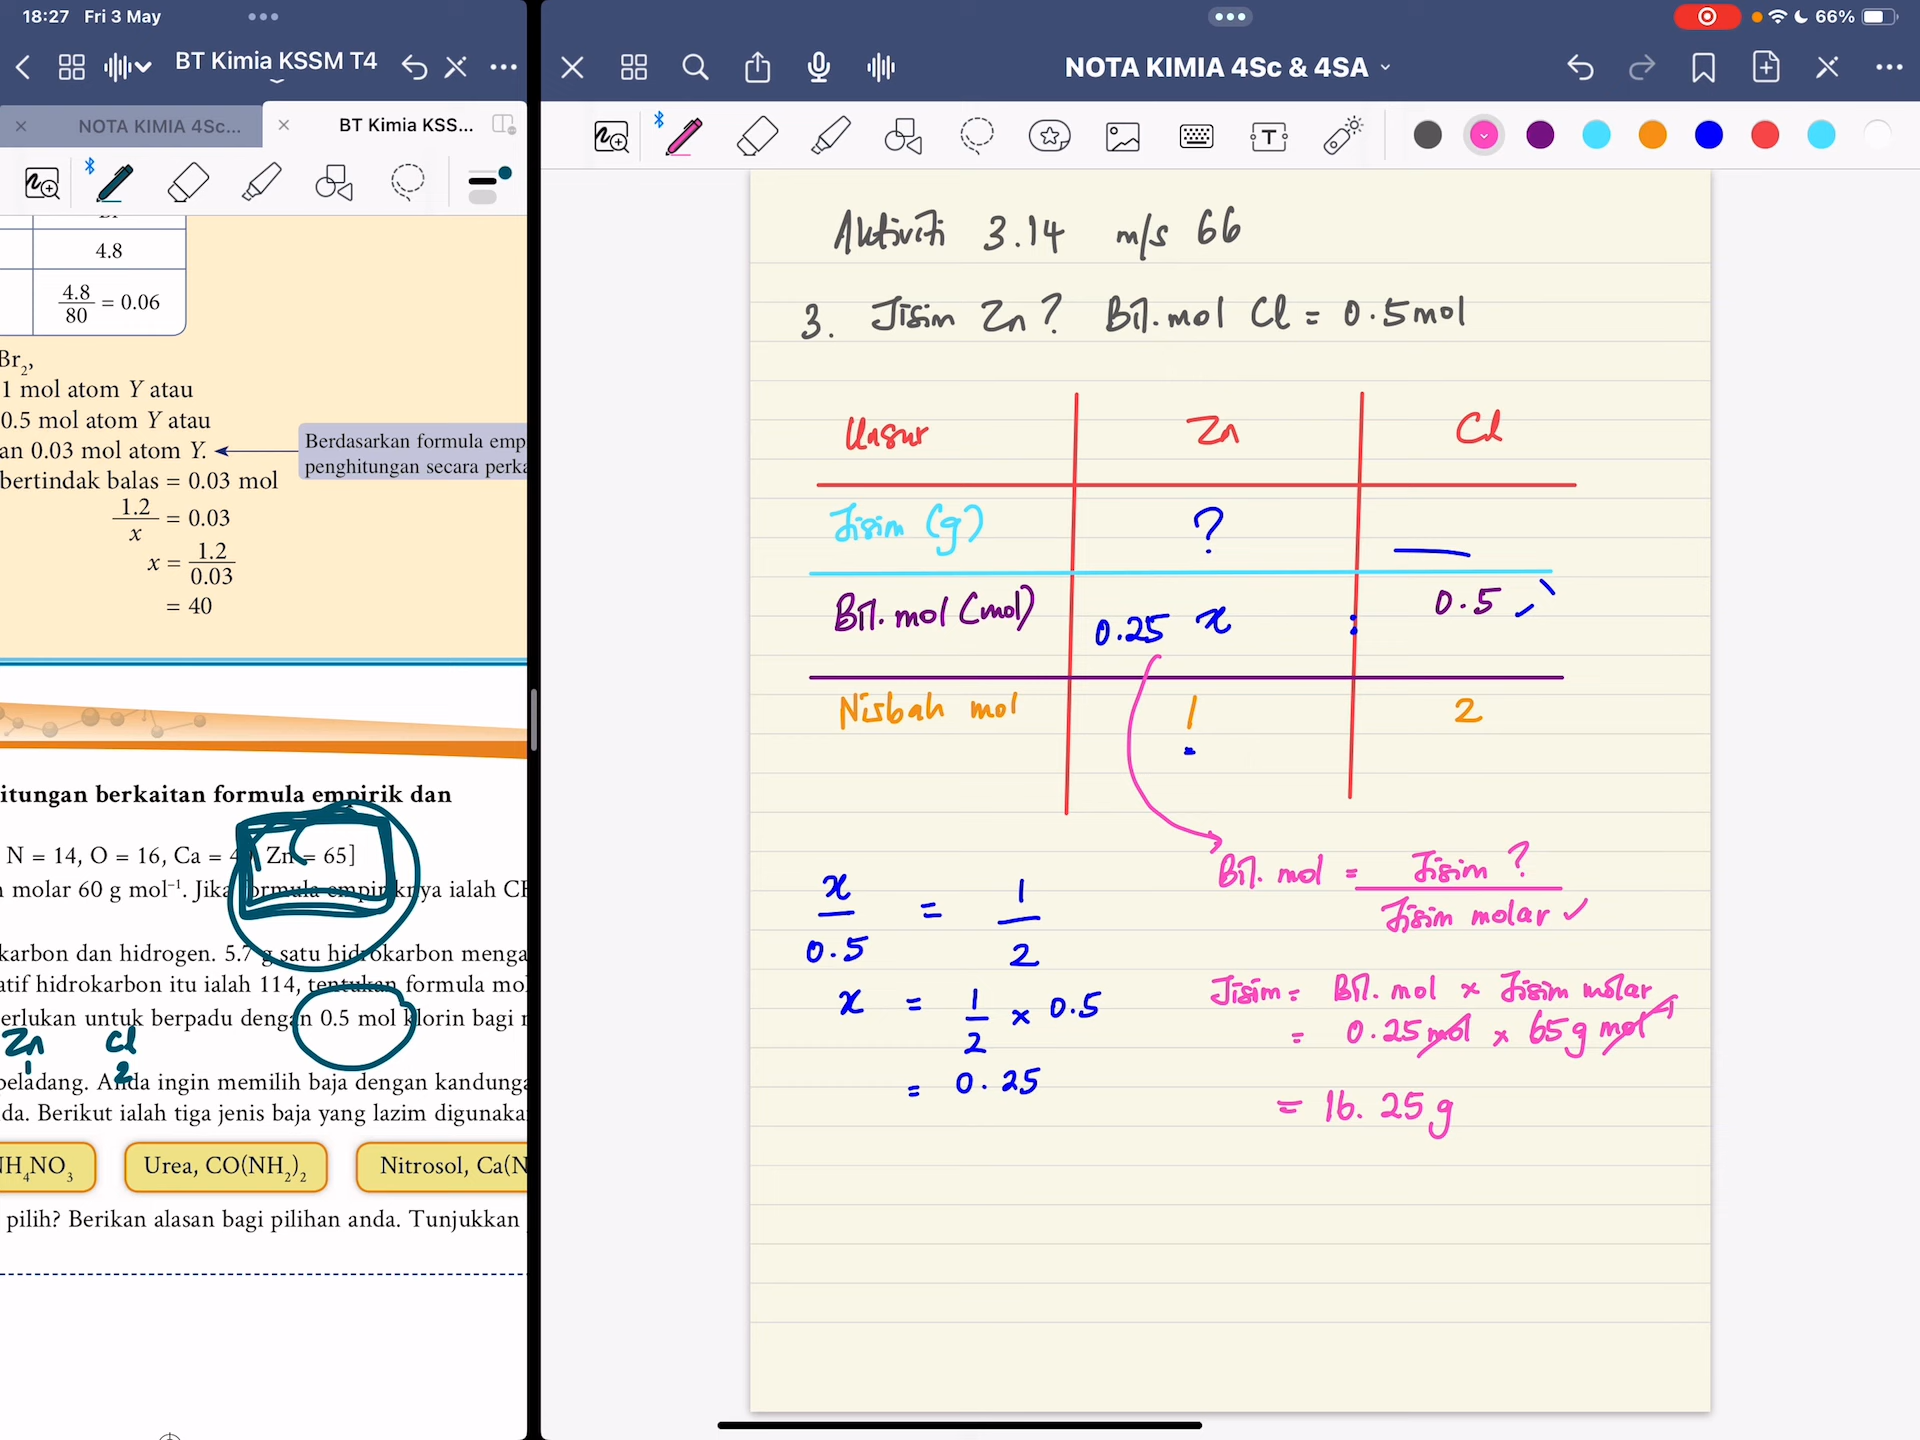 18:27 Fri 3 May
66%
BT Kimia KSSM T4
NOTA KIMIA 4Sc...
BT Kimia KSS...
4.8
4.8/80 = 0.06
Br₂,
1 mol atom Y atau
0.5 mol atom Y atau
an 0.03 mol atom Y.
Berdasarkan formula emp
penghitungan secara perka
bertindak balas = 0.03 mol
1.2/x = 0.03
x = 1.2/0.03
= 40
itungan berkaitan formula empirik dan
N = 14, O = 16, Ca = 4 Zn = 65]
molar 60 g mol⁻¹. Jika formula empiriknya ialah CH
karbon dan hidrogen. 5.7 g satu hidrokarbon menga
atif hidrokarbon itu ialah 114, tentukan formula mo
erlukan untuk berpadu dengan 0.5 mol klorin bagi
Zn Cl
1 2
peladang. Anda ingin memilih baja dengan kandunga
da. Berikut ialah tiga jenis baja yang lazim digunaka
NH₄NO₃
Urea, CO(NH₂)₂
Nitrosol, Ca(N
pilih? Berikan alasan bagi pilihan anda. Tunjukkan
NOTA KIMIA 4Sc & 4SA
T
Aktiviti 3.14 m/s 66
3. Jisim Zn? Bil. mol Cl = 0.5 mol
Unsur Zn Cl
Jisim (g) ? —
Bil. mol (mol) 0.25 x : 0.5
Nisbah mol 1 2
x/0.5 = 1/2
x = 1/2 × 0.5
= 0.25
Bil. mol = Jisim ?/Jisim molar ✓
Jisim = Bil. mol × Jisim molar
= 0.25 mol × 65 g mol⁻¹
= 16.25 g